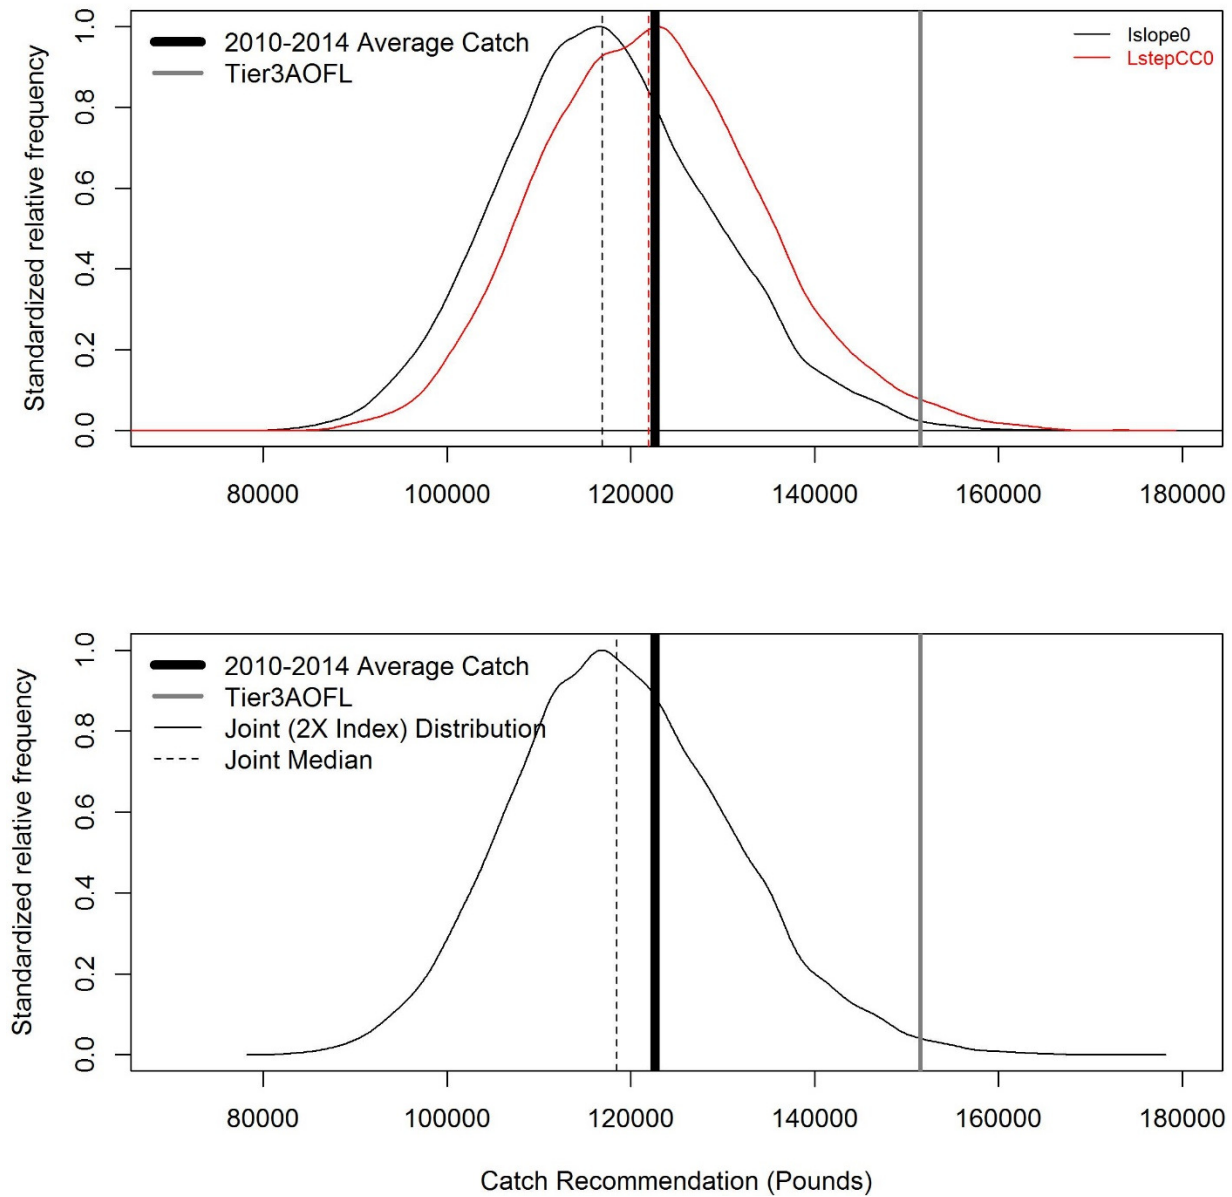 2010-2014 Average Catch
Tier3AOFL
Islope0
LstepCC0
Standardized relative frequency
0.0
0.2
0.4
0.6
0.8
1.0
80000
100000
120000
140000
160000
180000
2010-2014 Average Catch
Tier3AOFL
Joint (2X Index) Distribution
Joint Median
Standardized relative frequency
0.0
0.2
0.4
0.6
0.8
1.0
80000
100000
120000
140000
160000
180000
Catch Recommendation (Pounds)